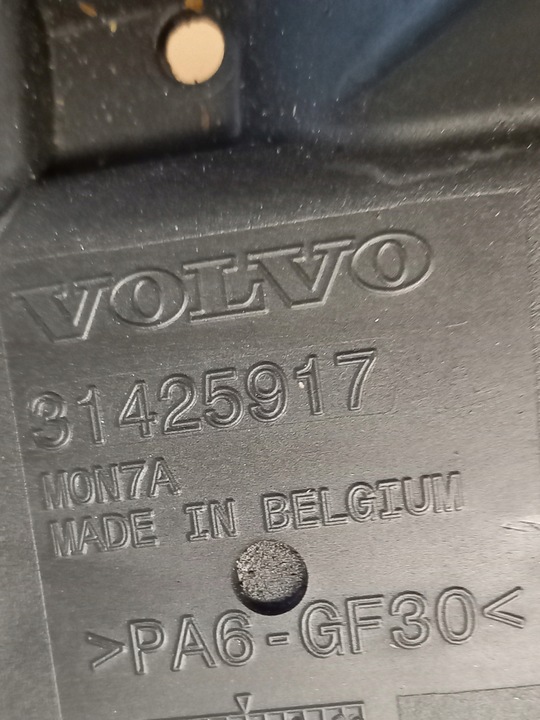 VOLVO
31425917
MON7A
MADE IN BELGIUM
>PA6-GF30<